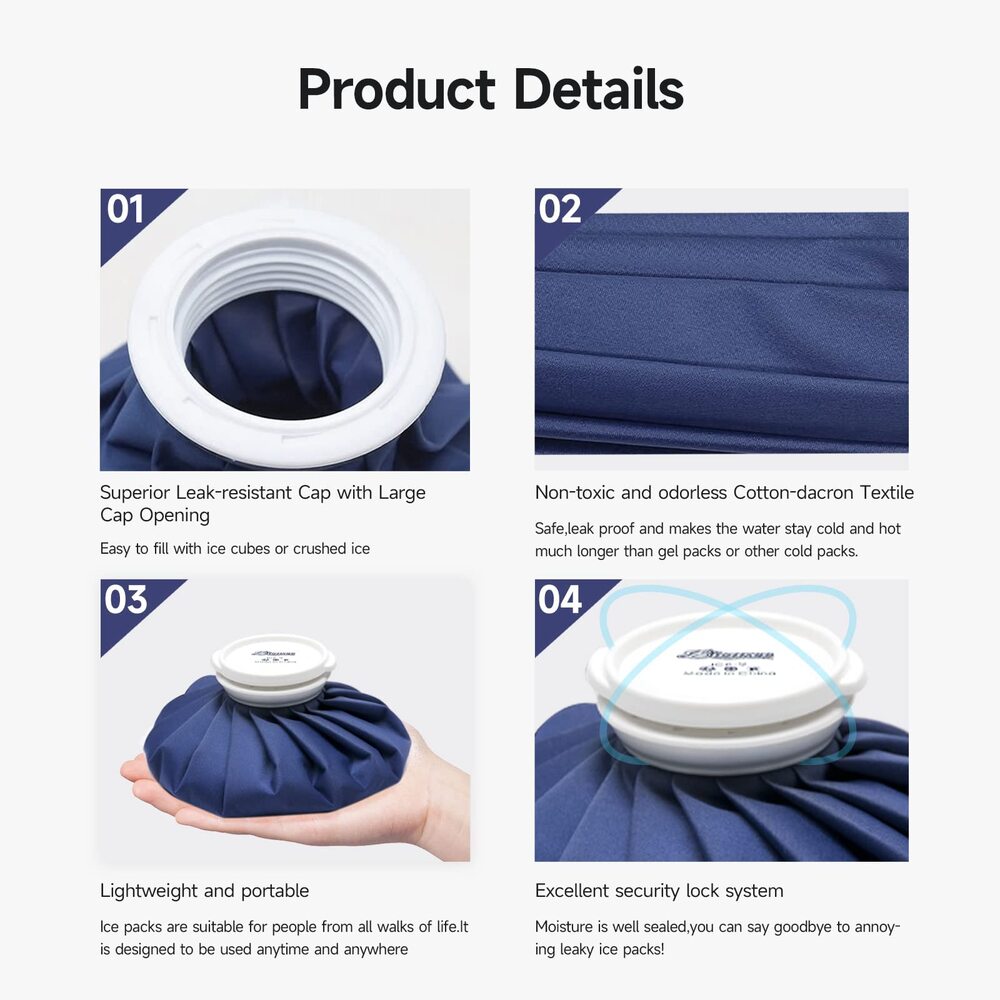 Product Details
01
02
Superior Leak-resistant Cap with Large
Cap Opening
Easy to fill with ice cubes or crushed ice
Non-toxic and odorless Cotton-dacron Textile
Safe,leak proof and makes the water stay cold and hot
much longer than gel packs or other cold packs.
03
04
Made In China
Lightweight and portable
Ice packs are suitable for people from all walks of life.It
is designed to be used anytime and anywhere
Excellent security lock system
Moisture is well sealed,you can say goodbye to annoy-
ing leaky ice packs!